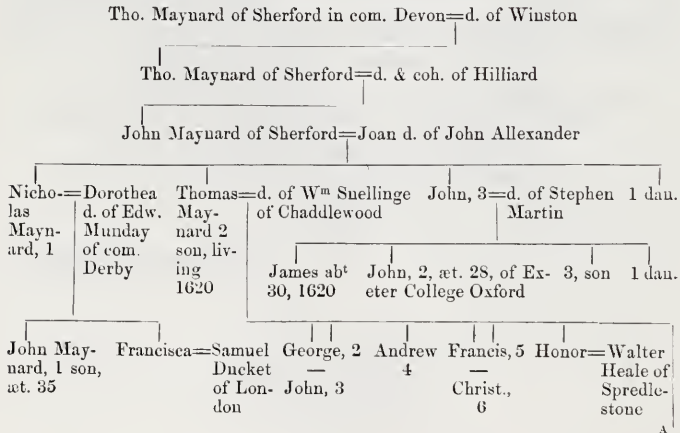 Tho. Maynard of Sherford in com. Devon=d. of Winston
Tho. Maynard of Sherford=d. & coh. of Hilliard
John Maynard of Sherford=Joan d. of John Allexander
Nicho-=Dorothea
las d. of Edw.
Mayn- Munday
ard, 1 of com.
Derby
Thomas=d. of Wm Snellinge
May- of Chaddlewood
nard 2
son, liv-
ing
1620
John, 3=d. of Stephen
Martin
1 dau.
James abt
30, 1620
John, 2, æt. 28, of Ex-
eter College Oxford
3, son
1 dau.
John May-
nard, 1 son,
æt. 35
Francisca=Samuel
Ducket
of Lon-
don
George, 2
—
John, 3
Andrew
4
Francis, 5
—
Christ.,
6
Honor=Walter
Heale of
Spredle-
stone
A